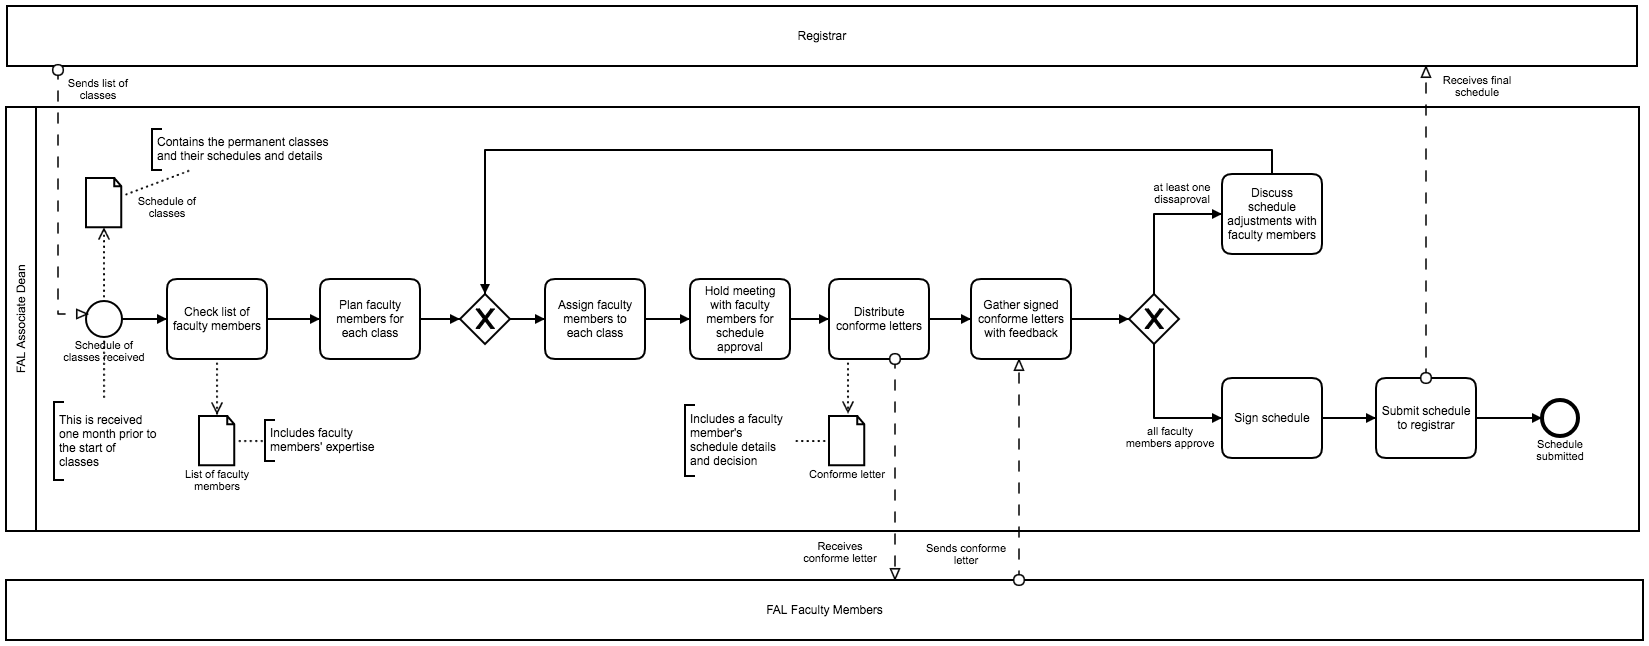 Registrar
Sends list of
classes
Receives final
schedule
FAL Associate Dean
Contains the permanent classes
and their schedules and details
Schedule of
classes
at least one
dissaproval
Discuss
schedule
adjustments with
faculty members
Schedule of
classes received
Check list of
faculty members
Plan faculty
members for
each class
X
Assign faculty
members to
each class
Hold meeting
with faculty
members for
schedule
approval
Distribute
conforme letters
Gather signed
conforme letters
with feedback
X
This is received
one month prior to
the start of
classes
Includes faculty
members' expertise
List of faculty
members
Includes a faculty
member's
schedule details
and decision
Conforme letter
all faculty
members approve
Sign schedule
Submit schedule
to registrar
Schedule
submitted
Receives
conforme letter
Sends conforme
letter
FAL Faculty Members